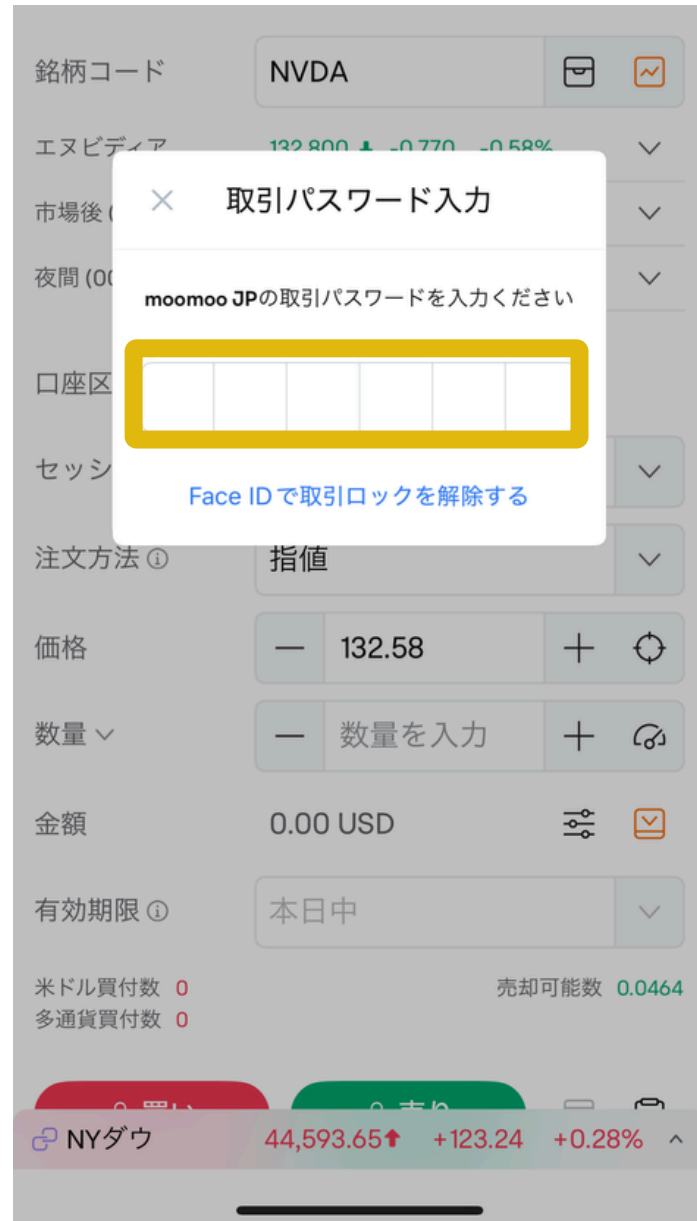 銘柄コード NVDA
エヌビディア 132.800 -0.770 -0.58%
市場後
× 取引パスワード入力
夜間 (00
moomoo JPの取引パスワードを入力ください
口座区
セッシ
Face IDで取引ロックを解除する
注文方法 指値
価格 132.58
数量 数量を入力
金額 0.00 USD
有効期限 本日中
米ドル買付数 0 売却可能数 0.0464
多通貨買付数 0
買い 売り
NYダウ 44,593.65 +123.24 +0.28%